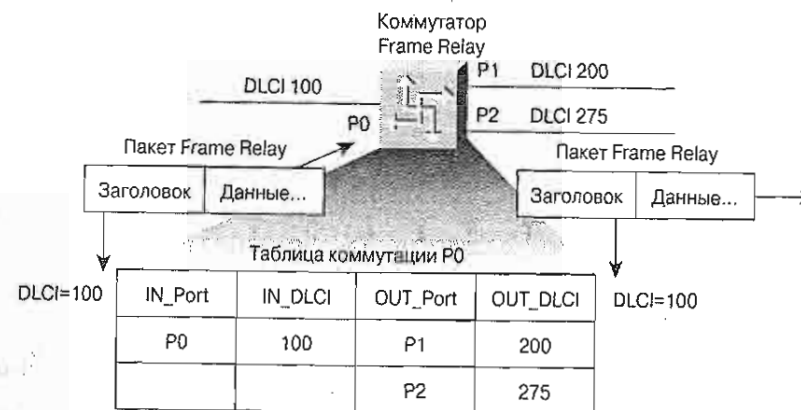 Коммутатор
Frame Relay
DLCI 100
P0
P1 DLCI 200
P2 DLCI 275
Пакет Frame Relay
Заголовок Данные...
Пакет Frame Relay
Заголовок Данные...
Таблица коммутации P0
DLCI=100
IN_Port IN_DLCI OUT_Port OUT_DLCI
P0 100 P1 200
P2 275
DLCI=100